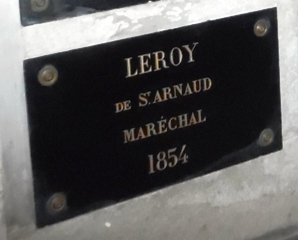 LEROY
DE ST. ARNAUD
MARÉCHAL
1854